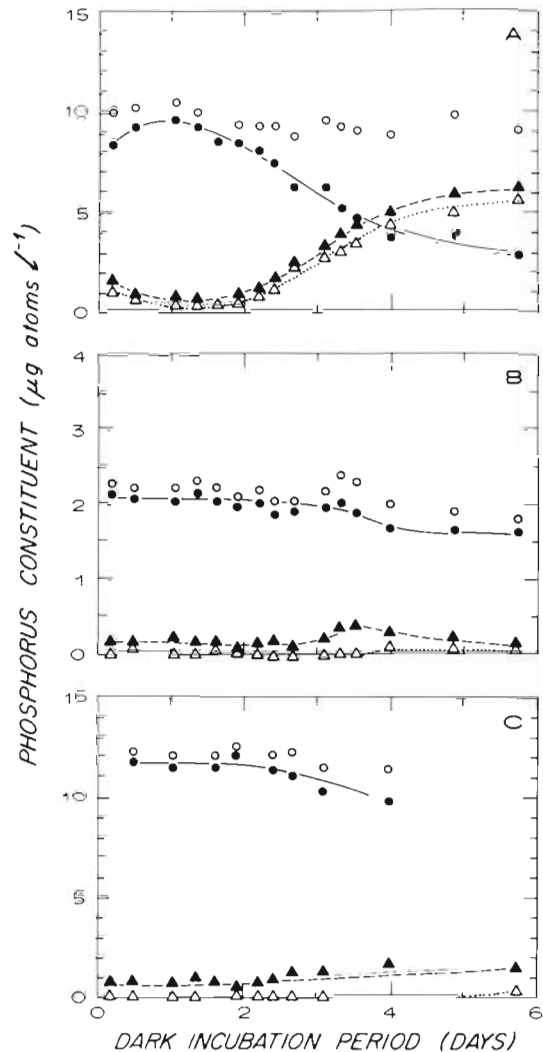 PHOSPHORUS CONSTITUENT (µg atoms ℓ⁻¹)
15
A
10
5
0
4
B
3
2
1
0
15
C
10
5
0
0 2 4 6
DARK INCUBATION PERIOD (DAYS)